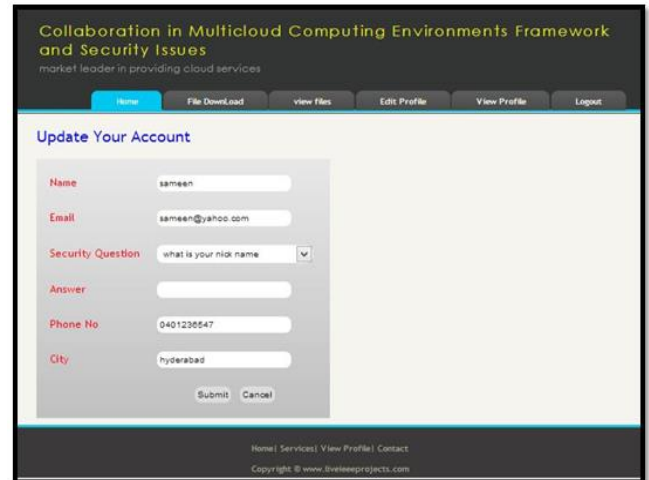 Collaboration in Multicloud Computing Environments Framework
and Security Issues
market leader in providing cloud services
Home File DownLoad view files Edit Profile View Profile Logout
Update Your Account
Name sameen
Email sameen@yahoo.com
Security Question what is your nick name
Answer
Phone No 0401236547
City hyderabad
Submit Cancel
Home| Services| View Profile| Contact
Copyright © www.liveieeeprojects.com